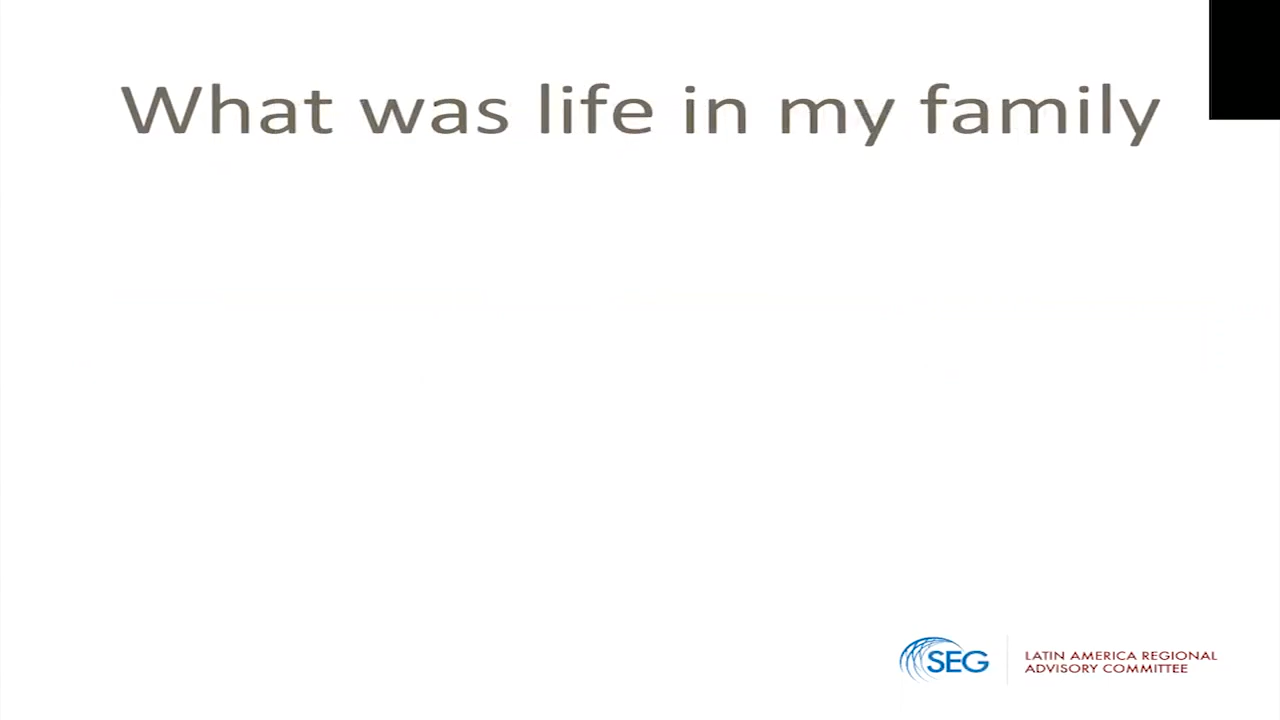 What was life in my family
SEG
LATIN AMERICA REGIONAL
ADVISORY COMMITTEE